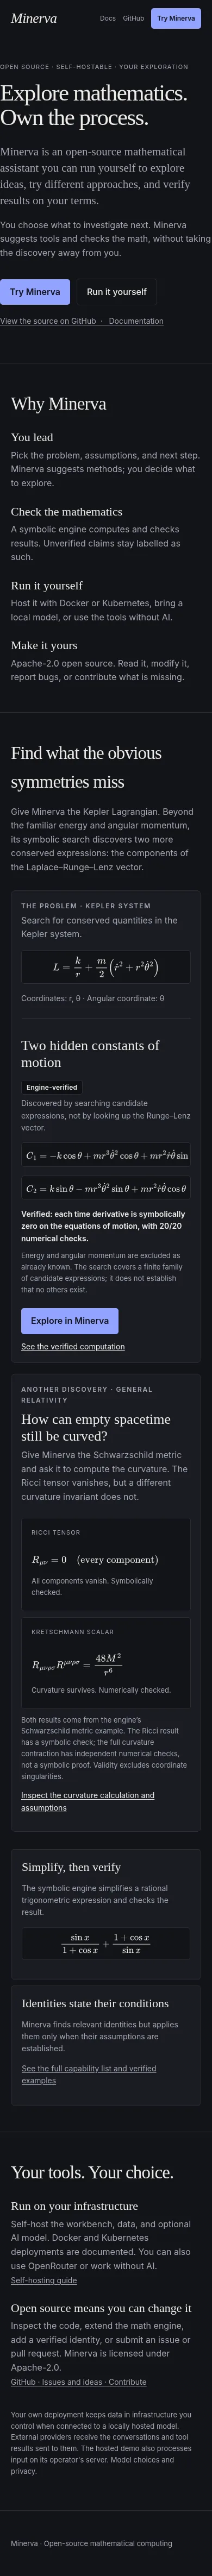 Minerva
Docs GitHub Try Minerva
OPEN SOURCE · SELF-HOSTABLE · YOUR EXPLORATION
Explore mathematics.
Own the process.
Minerva is an open-source mathematical
assistant you can run yourself to explore
ideas, try different approaches, and verify
results on your terms.
You choose what to investigate next. Minerva
suggests tools and checks the math, without taking
the discovery away from you.
Try Minerva Run it yourself
View the source on GitHub · Documentation
Why Minerva
You lead
Pick the problem, assumptions, and next step.
Minerva suggests methods; you decide what
to explore.
Check the mathematics
A symbolic engine computes and checks
results. Unverified claims stay labelled as
such.
Run it yourself
Host it with Docker or Kubernetes, bring a
local model, or use the tools without AI.
Make it yours
Apache-2.0 open source. Read it, modify it,
report bugs, or contribute what is missing.
Find what the obvious
symmetries miss
Give Minerva the Kepler Lagrangian. Beyond
the familiar energy and angular momentum,
its symbolic search discovers two more
conserved expressions: the components of
the Laplace–Runge–Lenz vector.
THE PROBLEM · KEPLER SYSTEM
Search for conserved quantities in the
Kepler system.
L = k/r + m/2 (ṙ² + r²θ̇²)
Coordinates: r, θ · Angular coordinate: θ
Two hidden constants of
motion
Engine-verified
Discovered by searching candidate
expressions, not by looking up the Runge–Lenz
vector.
C₁ = −k cos θ + mr³θ̇² cos θ + mr²ṙθ̇ sin
C₂ = k sin θ − mr³θ̇² sin θ + mr²ṙθ̇ cos θ
Verified: each time derivative is symbolically
zero on the equations of motion, with 20/20
numerical checks.
Energy and angular momentum are excluded as
already known. The search covers a finite family
of candidate expressions; it does not establish
that no others exist.
Explore in Minerva
See the verified computation
ANOTHER DISCOVERY · GENERAL
RELATIVITY
How can empty spacetime
still be curved?
Give Minerva the Schwarzschild metric
and ask it to compute the curvature. The
Ricci tensor vanishes, but a different
curvature invariant does not.
RICCI TENSOR
Rμν = 0 (every component)
All components vanish. Symbolically
checked.
KRETSCHMANN SCALAR
Rμνρσ Rμνρσ = 48M²/r⁶
Curvature survives. Numerically checked.
Both results come from the engine's
Schwarzschild metric example. The Ricci result
has a symbolic check; the full curvature
contraction has independent numerical checks,
not a symbolic proof. Validity excludes coordinate
singularities.
Inspect the curvature calculation and
assumptions
Simplify, then verify
The symbolic engine simplifies a rational
trigonometric expression and checks the
result.
sin x/(1 + cos x) + (1 + cos x)/sin x
Identities state their conditions
Minerva finds relevant identities but applies
them only when their assumptions are
established.
See the full capability list and verified
examples
Your tools. Your choice.
Run on your infrastructure
Self-host the workbench, data, and optional
AI model. Docker and Kubernetes
deployments are documented. You can also
use OpenRouter or work without AI.
Self-hosting guide
Open source means you can change it
Inspect the code, extend the math engine,
add a verified identity, or submit an issue or
pull request. Minerva is licensed under
Apache-2.0.
GitHub · Issues and ideas · Contribute
Your own deployment keeps data in infrastructure you
control when connected to a locally hosted model.
External providers receive the conversations and tool
results sent to them. The hosted demo also processes
input on its operator's server. Model choices and
privacy.
Minerva · Open-source mathematical computing